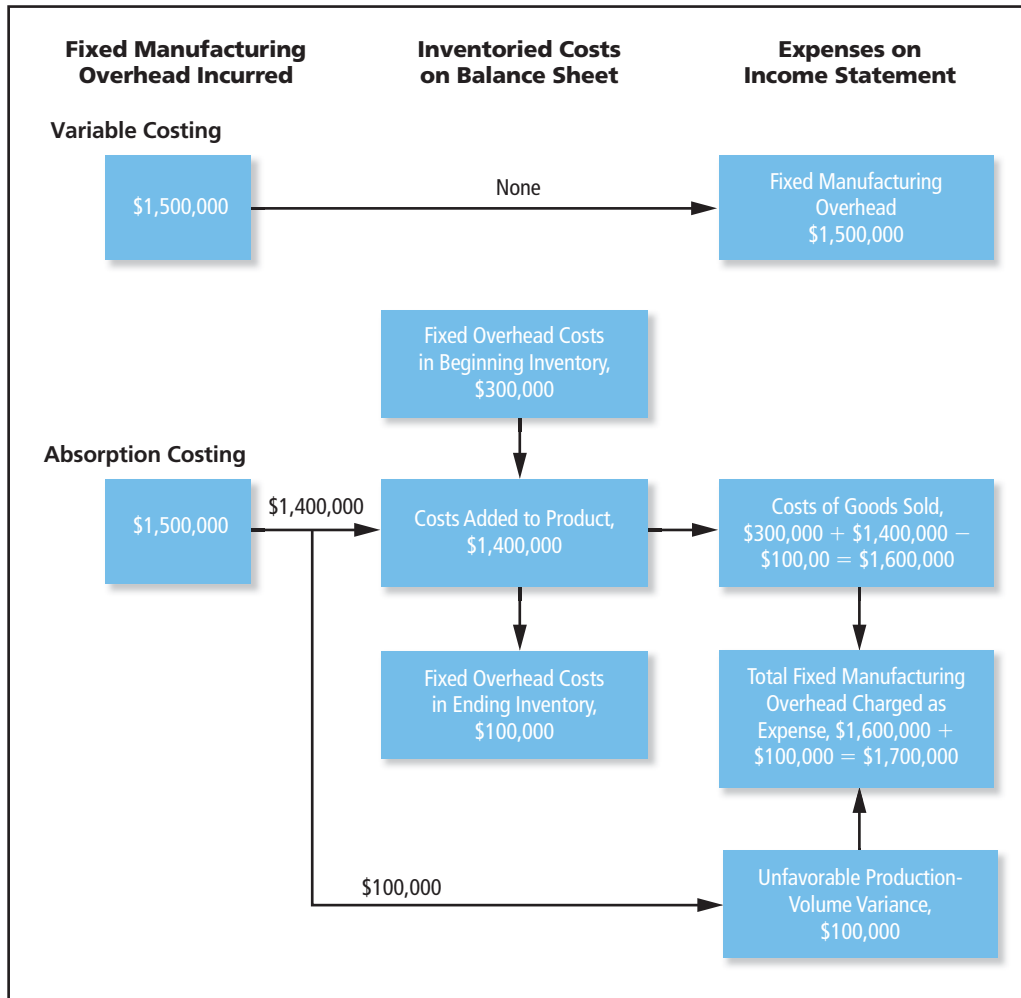 Fixed Manufacturing
Overhead Incurred
Inventoried Costs
on Balance Sheet
Expenses on
Income Statement
Variable Costing
$1,500,000
None
Fixed Manufacturing
Overhead
$1,500,000
Fixed Overhead Costs
in Beginning Inventory,
$300,000
Absorption Costing
$1,500,000
$1,400,000
Costs Added to Product,
$1,400,000
Costs of Goods Sold,
$300,000 + $1,400,000 −
$100,00 = $1,600,000
Fixed Overhead Costs
in Ending Inventory,
$100,000
Total Fixed Manufacturing
Overhead Charged as
Expense, $1,600,000 +
$100,000 = $1,700,000
$100,000
Unfavorable Production-
Volume Variance,
$100,000